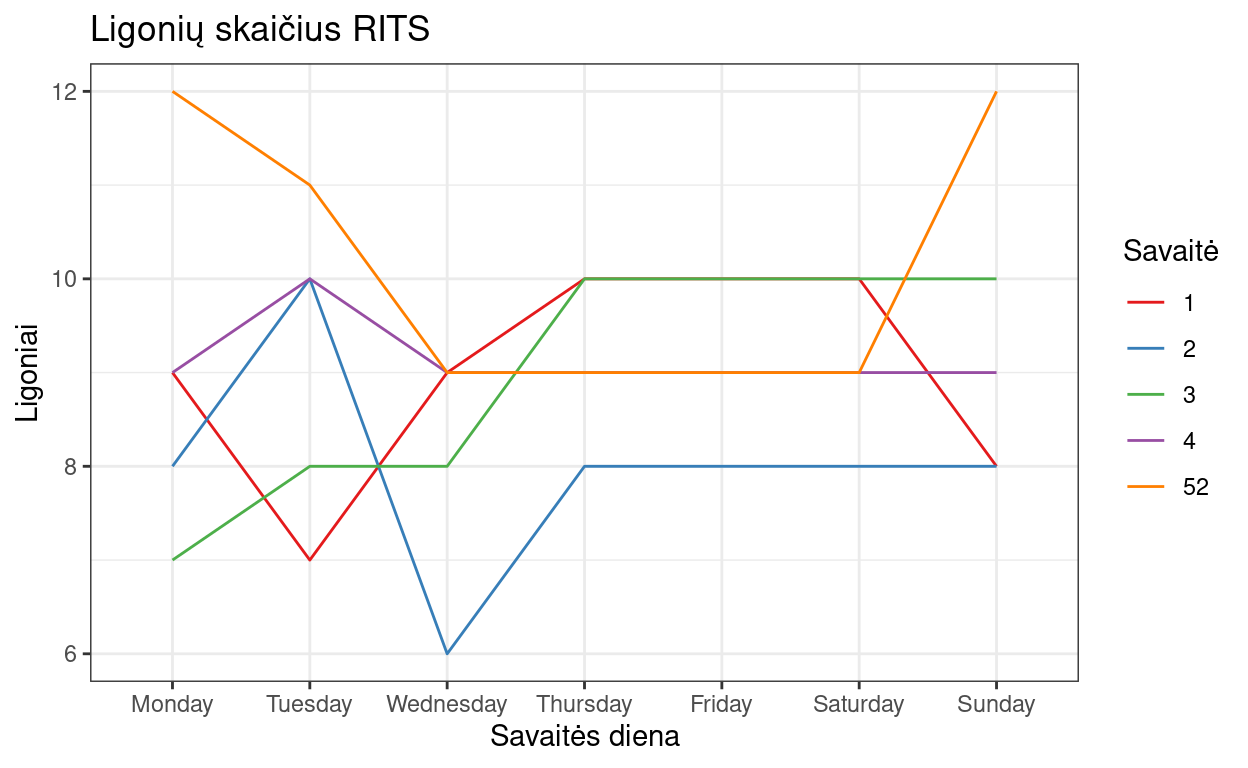 Ligonių skaičius RITS
12
10
8
6
Ligoniai
Monday Tuesday Wednesday Thursday Friday Saturday Sunday
Savaitės diena
Savaitė
1
2
3
4
52